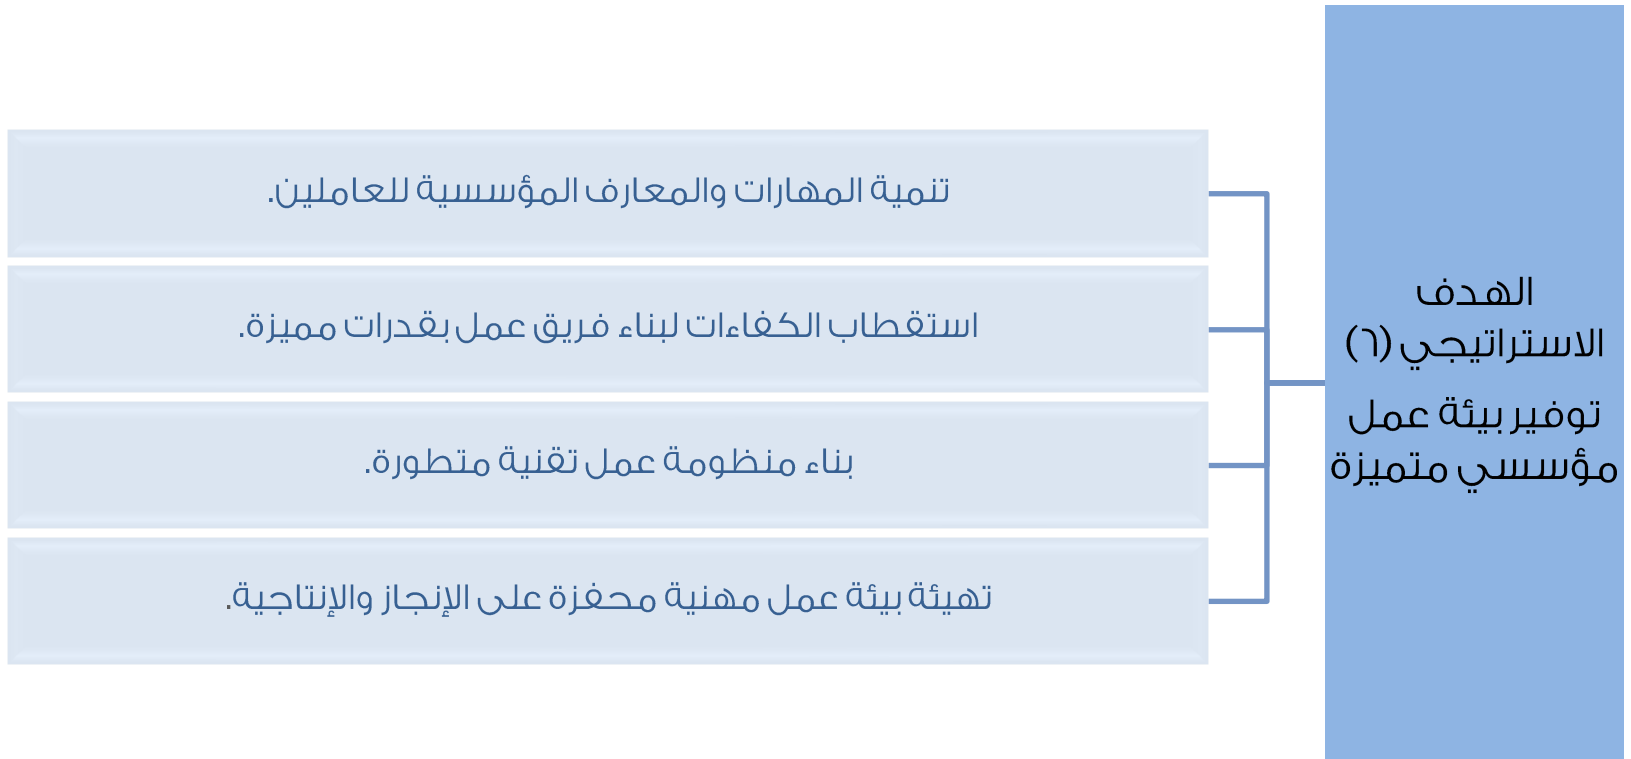 الهدف
الاستراتيجي (٦)
توفير بيئة عمل
مؤسسي متميزة
تنمية المهارات والمعارف المؤسسية للعاملين.
استقطاب الكفاءات لبناء فريق عمل بقدرات مميزة.
بناء منظومة عمل تقنية متطورة.
تهيئة بيئة عمل مهنية محفزة على الإنجاز والإنتاجية.